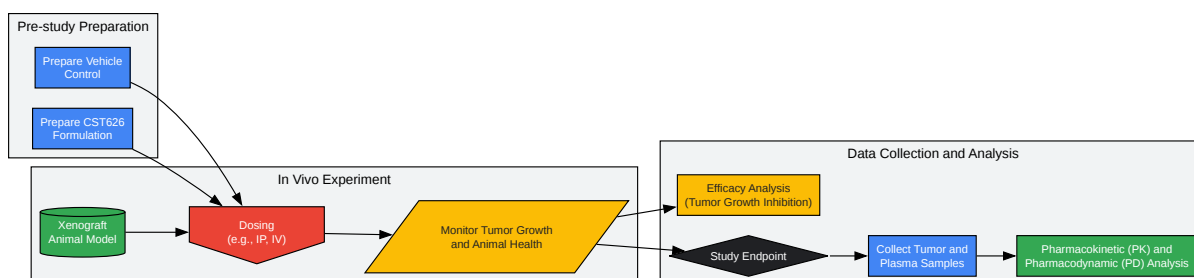 Pre-study Preparation
Prepare Vehicle
Control
Prepare CST626
Formulation
In Vivo Experiment
Xenograft
Animal Model
Dosing
(e.g., IP, IV)
Monitor Tumor Growth
and Animal Health
Data Collection and Analysis
Efficacy Analysis
(Tumor Growth Inhibition)
Study Endpoint
Collect Tumor and
Plasma Samples
Pharmacokinetic (PK) and
Pharmacodynamic (PD) Analysis